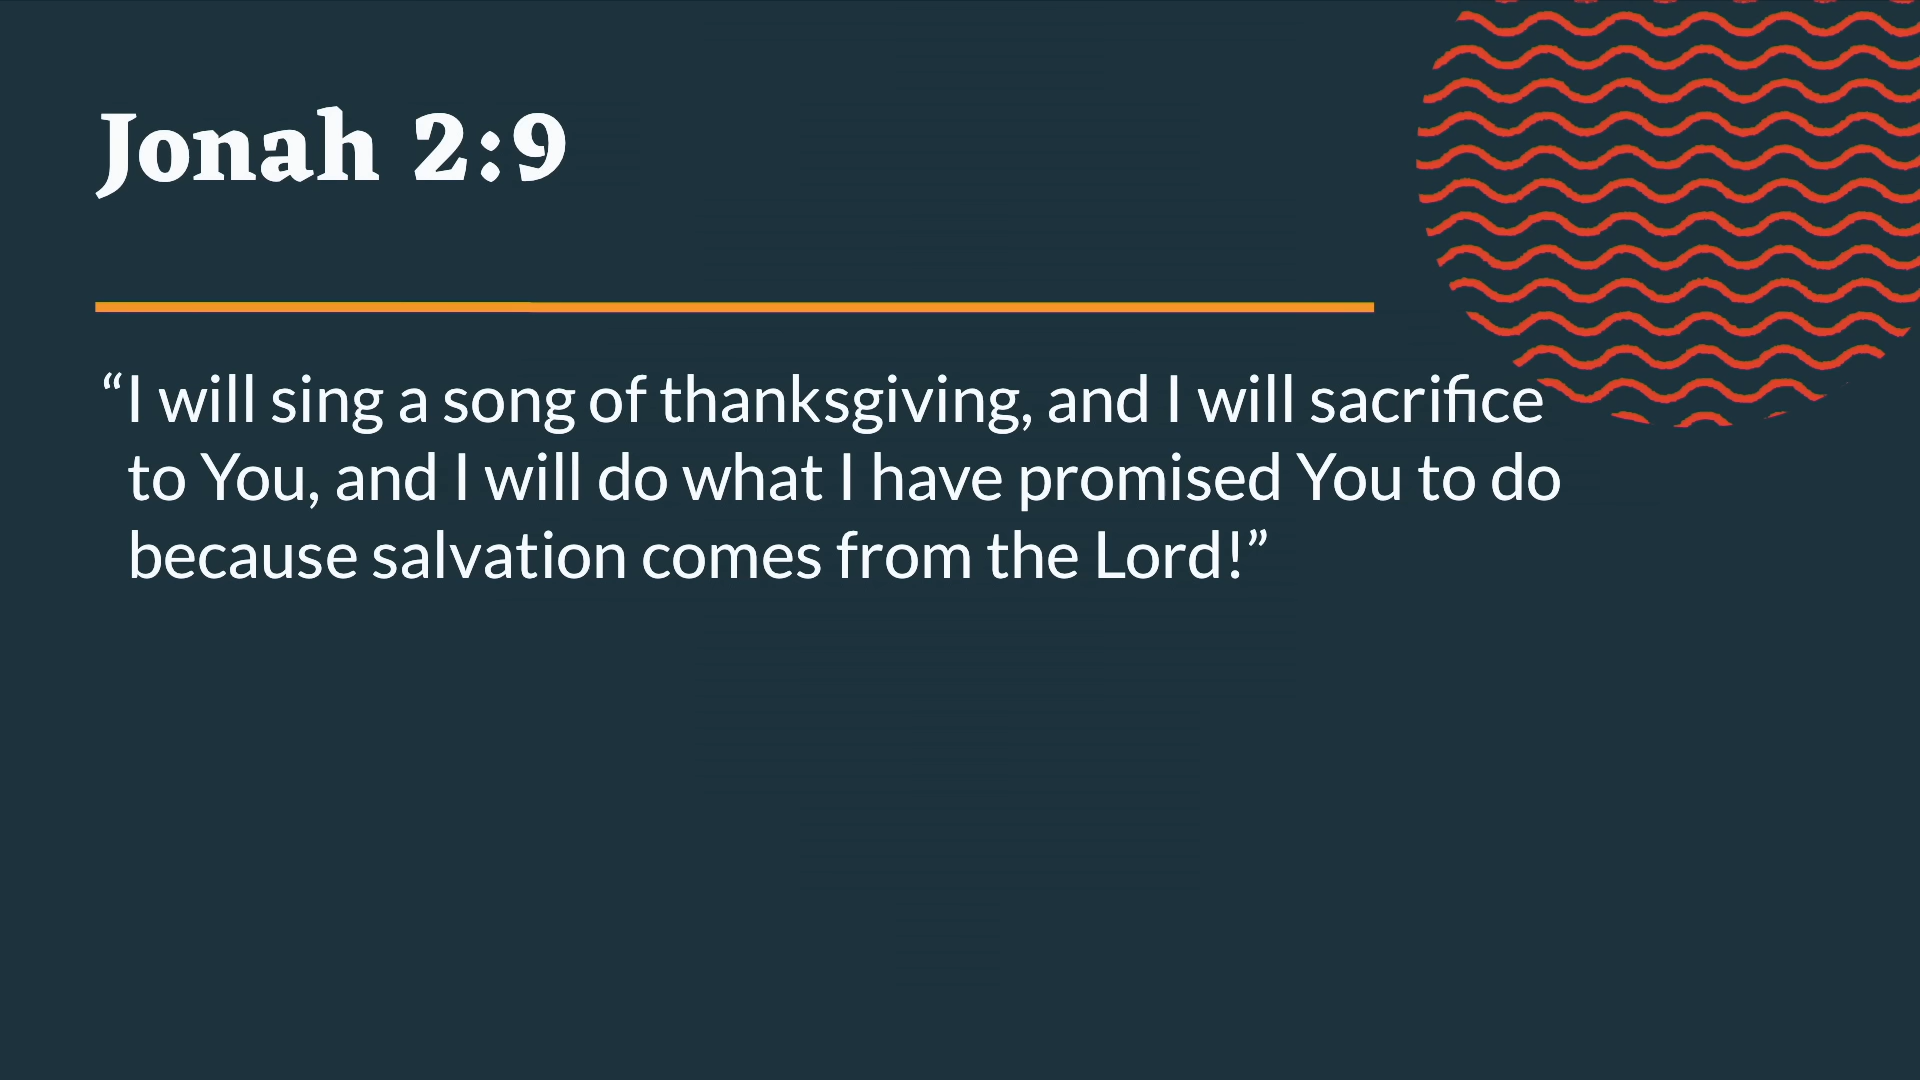 Jonah 2:9
“I will sing a song of thanksgiving, and I will sacrifice
to You, and I will do what I have promised You to do
because salvation comes from the Lord!”